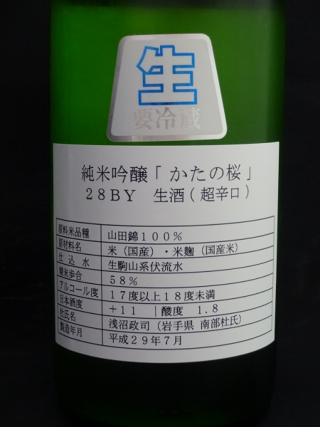 生
要冷蔵
純米吟醸「かたの桜」
28BY 生酒(超辛口)
原料米品種 山田錦100%
原材料名 米(国産)・米麹(国産米)
仕込水 生駒山系伏流水
精米歩合 58%
アルコール度 17度以上18度未満
日本酒度 +11 酸度 1.8
杜氏名 浅沼政司(岩手県 南部杜氏)
製造年月 平成29年7月